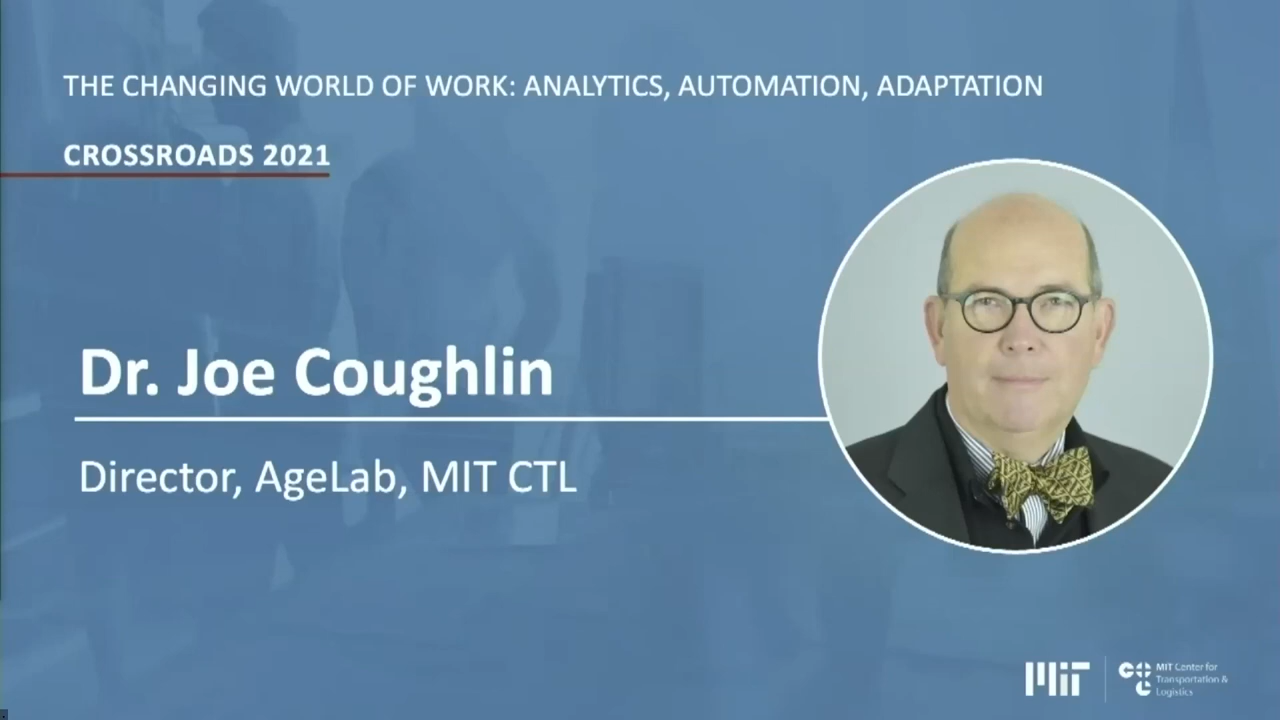 THE CHANGING WORLD OF WORK: ANALYTICS, AUTOMATION, ADAPTATION
CROSSROADS 2021
Dr. Joe Coughlin
Director, AgeLab, MIT CTL
MIT
ctl
MIT Center for
Transportation &
Logistics